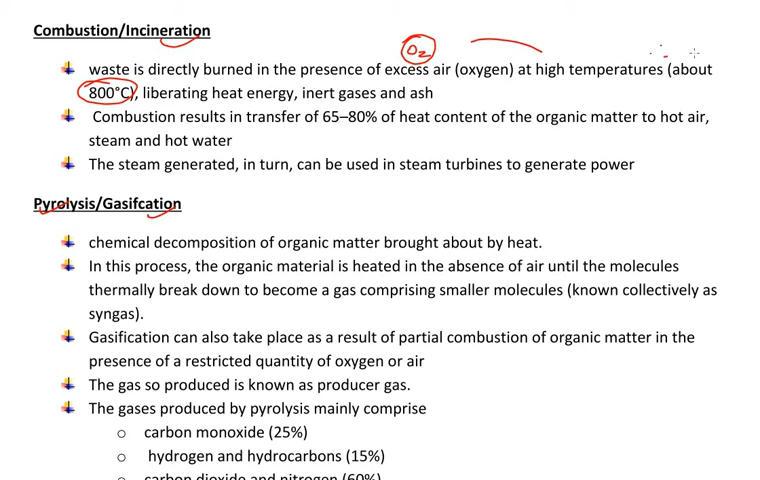 Combustion/Incineration
O2
waste is directly burned in the presence of excess air (oxygen) at high temperatures (about
800°C), liberating heat energy, inert gases and ash
Combustion results in transfer of 65–80% of heat content of the organic matter to hot air,
steam and hot water
The steam generated, in turn, can be used in steam turbines to generate power
Pyrolysis/Gasifcation
chemical decomposition of organic matter brought about by heat.
In this process, the organic material is heated in the absence of air until the molecules
thermally break down to become a gas comprising smaller molecules (known collectively as
syngas).
Gasification can also take place as a result of partial combustion of organic matter in the
presence of a restricted quantity of oxygen or air
The gas so produced is known as producer gas.
The gases produced by pyrolysis mainly comprise
o carbon monoxide (25%)
o hydrogen and hydrocarbons (15%)
o carbon dioxide and nitrogen (60%)